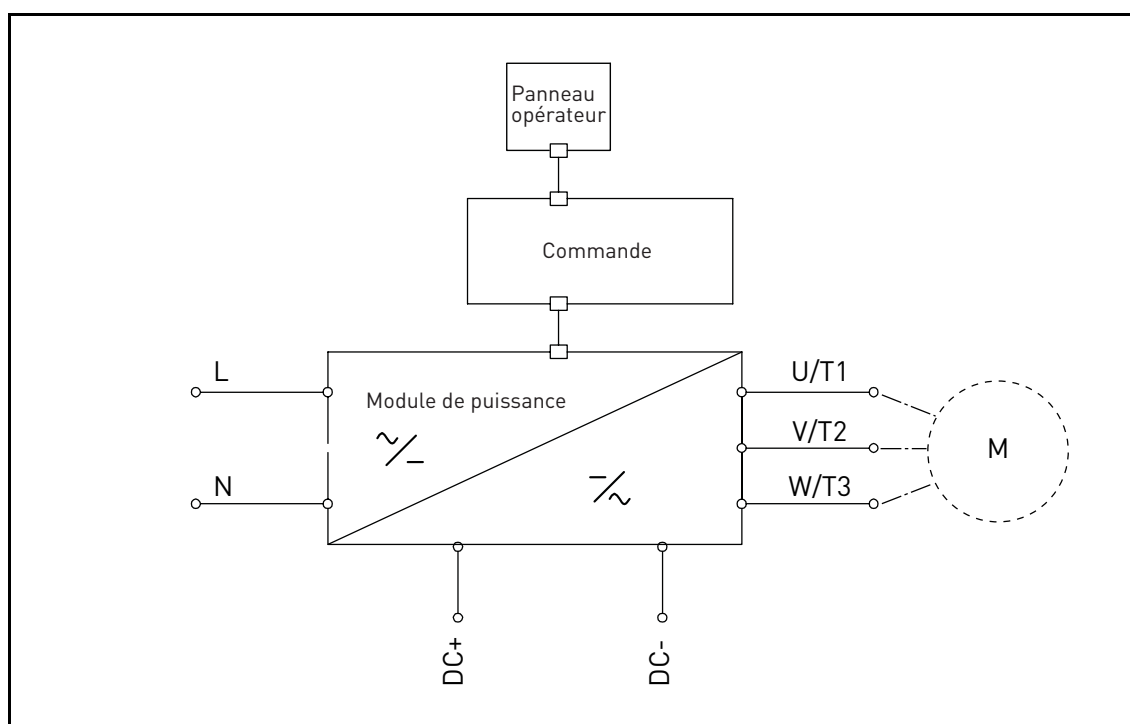 Panneau
opérateur
Commande
L
Module de puissance
N
U/T1
V/T2
W/T3
M
DC+
DC-